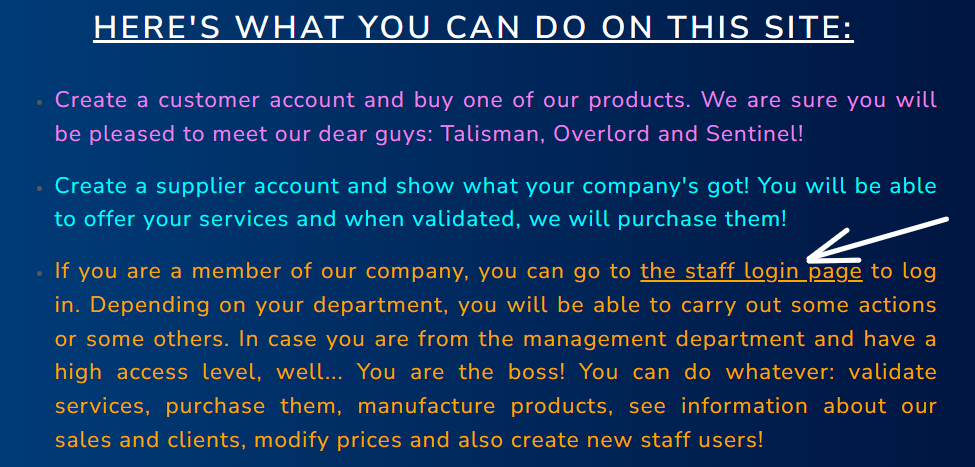 HERE'S WHAT YOU CAN DO ON THIS SITE:
Create a customer account and buy one of our products. We are sure you will
be pleased to meet our dear guys: Talisman, Overlord and Sentinel!
Create a supplier account and show what your company's got! You will be able
to offer your services and when validated, we will purchase them!
If you are a member of our company, you can go to the staff login page to log
in. Depending on your department, you will be able to carry out some actions
or some others. In case you are from the management department and have a
high access level, well... You are the boss! You can do whatever: validate
services, purchase them, manufacture products, see information about our
sales and clients, modify prices and also create new staff users!